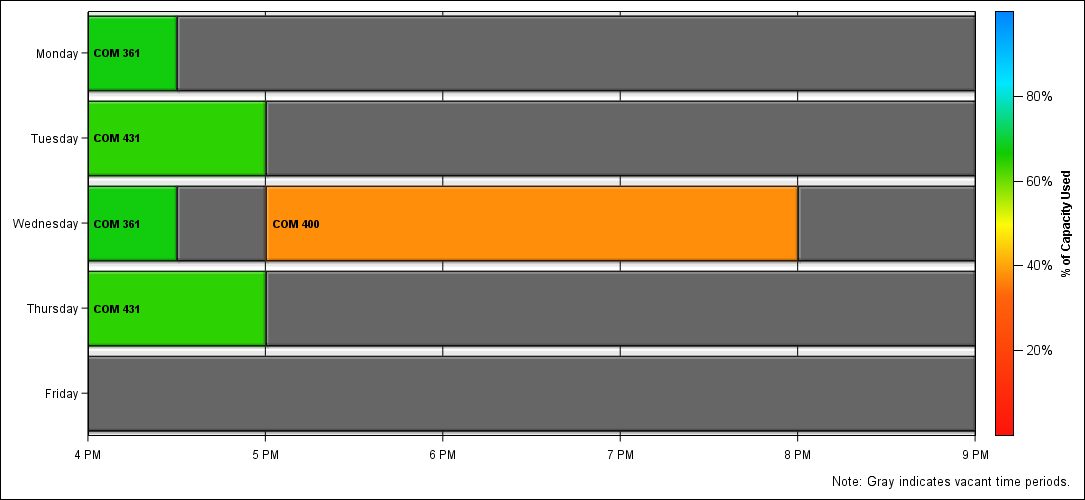 Monday
COM 361
Tuesday
COM 431
Wednesday
COM 361
COM 400
Thursday
COM 431
Friday
4 PM
5 PM
6 PM
7 PM
8 PM
9 PM
80%
60%
40%
20%
% of Capacity Used
Note: Gray indicates vacant time periods.